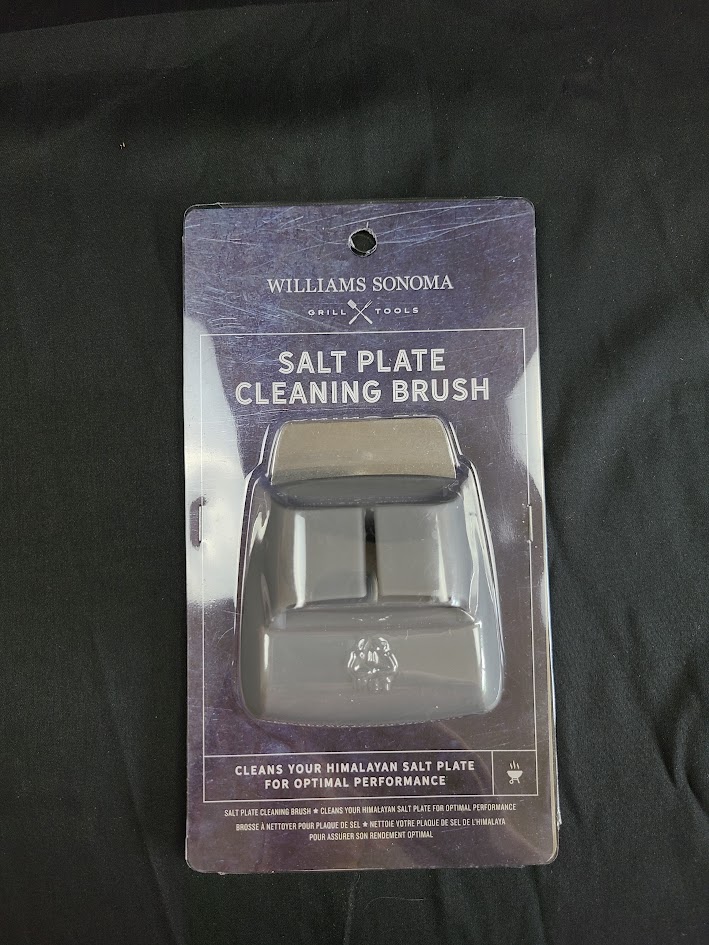 WILLIAMS SONOMA
GRILL TOOLS
SALT PLATE
CLEANING BRUSH
CLEANS YOUR HIMALAYAN SALT PLATE
FOR OPTIMAL PERFORMANCE
SALT PLATE CLEANING BRUSH ★ CLEANS YOUR HIMALAYAN SALT PLATE FOR OPTIMAL PERFORMANCE
BROSSE À NETTOYER POUR PLAQUE DE SEL ★ NETTOIE VOTRE PLAQUE DE SEL DE L'HIMALAYA
POUR ASSURER SON RENDEMENT OPTIMAL